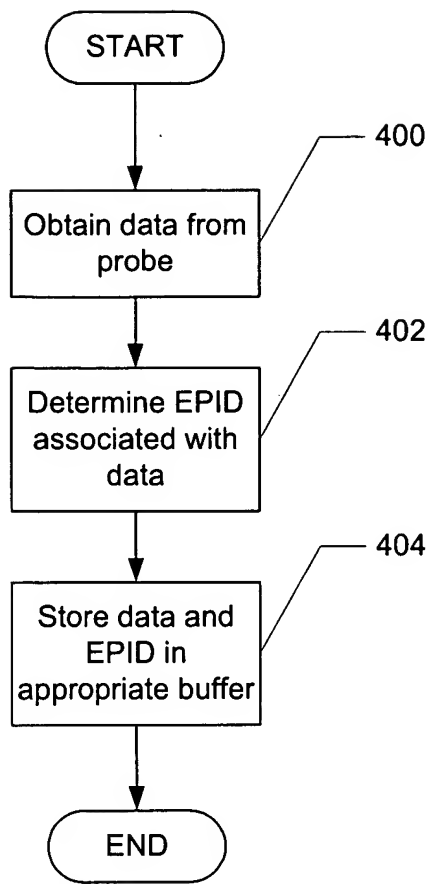 START
400
Obtain data from
probe
402
Determine EPID
associated with
data
404
Store data and
EPID in
appropriate buffer
END